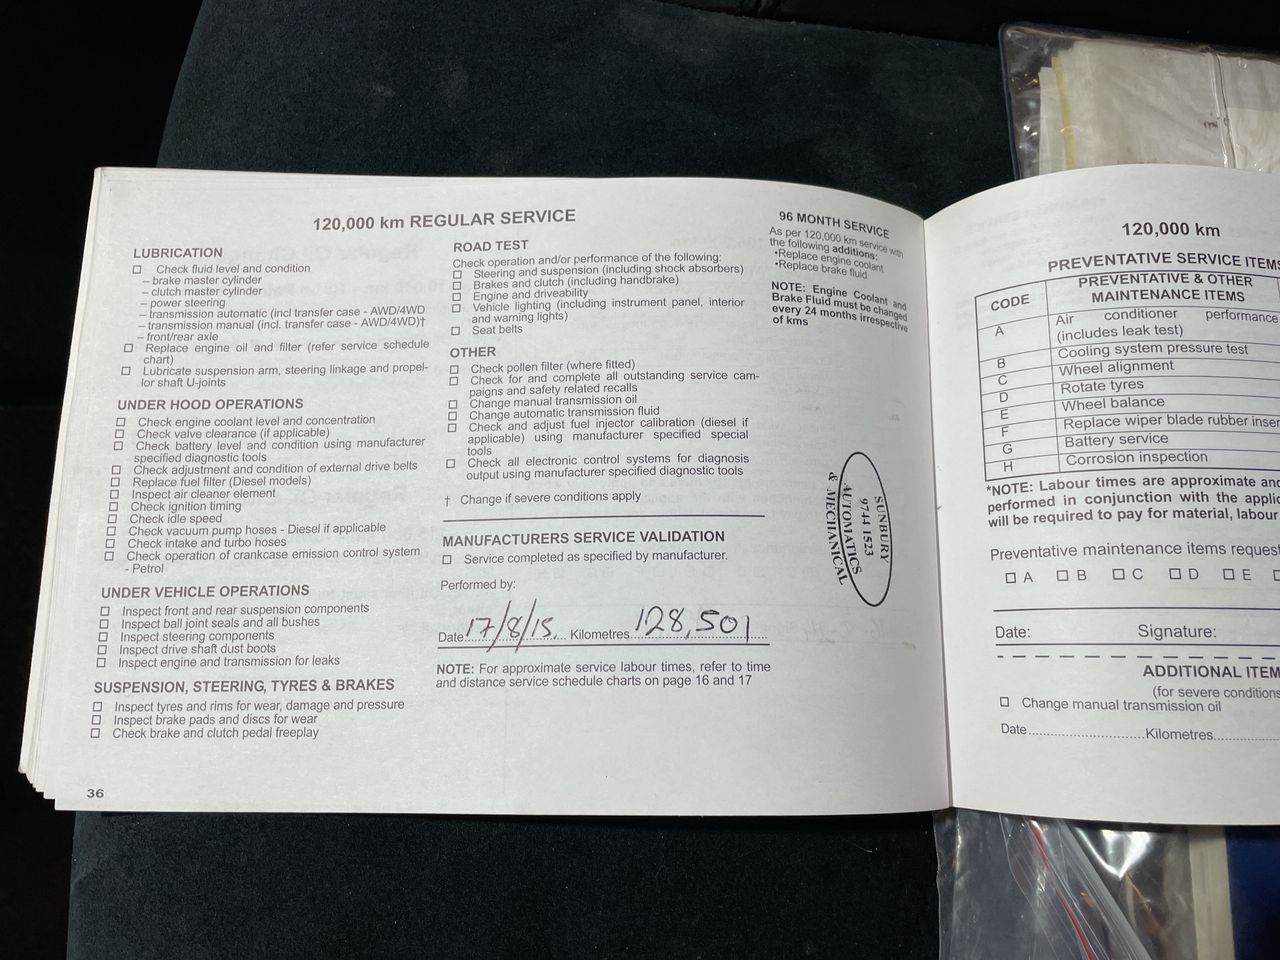 120,000 km REGULAR SERVICE
LUBRICATION
Check fluid level and condition
– brake master cylinder
– clutch master cylinder
– power steering
– transmission automatic (incl transfer case - AWD/4WD
– transmission manual (incl. transfer case - AWD/4WD)†
– front/rear axle
Replace engine oil and filter (refer service schedule
chart)
Lubricate suspension arm, steering linkage and propel-
lor shaft U-joints
UNDER HOOD OPERATIONS
Check engine coolant level and concentration
Check valve clearance (if applicable)
Check battery level and condition using manufacturer
specified diagnostic tools
Check adjustment and condition of external drive belts
Replace fuel filter (Diesel models)
Inspect air cleaner element
Check ignition timing
Check idle speed
Check vacuum pump hoses - Diesel if applicable
Check intake and turbo hoses
Check operation of crankcase emission control system
- Petrol
UNDER VEHICLE OPERATIONS
Inspect front and rear suspension components
Inspect ball joint seals and all bushes
Inspect steering components
Inspect drive shaft dust boots
Inspect engine and transmission for leaks
SUSPENSION, STEERING, TYRES & BRAKES
Inspect tyres and rims for wear, damage and pressure
Inspect brake pads and discs for wear
Check brake and clutch pedal freeplay
36
ROAD TEST
Check operation and/or performance of the following:
Steering and suspension (including shock absorbers)
Brakes and clutch (including handbrake)
Engine and driveability
Vehicle lighting (including instrument panel, interior
and warning lights)
Seat belts
OTHER
Check pollen filter (where fitted)
Check for and complete all outstanding service cam-
paigns and safety related recalls
Change manual transmission oil
Change automatic transmission fluid
Check and adjust fuel injector calibration (diesel if
applicable) using manufacturer specified special
tools
Check all electronic control systems for diagnosis
output using manufacturer specified diagnostic tools
† Change if severe conditions apply
MANUFACTURERS SERVICE VALIDATION
Service completed as specified by manufacturer.
Performed by:
Date 17/8/15 Kilometres 128,501
NOTE: For approximate service labour times, refer to time
and distance service schedule charts on page 16 and 17
96 MONTH SERVICE
As per 120,000 km service with
the following additions:
•Replace engine coolant
•Replace brake fluid
NOTE: Engine Coolant and
Brake Fluid must be changed
every 24 months irrespective
of kms
SUNBURY
9744 1523
AUTOMATICS
& MECHANICAL
120,000 km
PREVENTATIVE SERVICE ITEMS
CODE PREVENTATIVE & OTHER
MAINTENANCE ITEMS
A Air conditioner performance
(includes leak test)
B Cooling system pressure test
C Wheel alignment
D Rotate tyres
E Wheel balance
F Replace wiper blade rubber inser
G Battery service
H Corrosion inspection
*NOTE: Labour times are approximate and
performed in conjunction with the applic
will be required to pay for material, labour
Preventative maintenance items request
A B C D E
Date: Signature:
ADDITIONAL ITEM
(for severe conditions
Change manual transmission oil
Date Kilometres